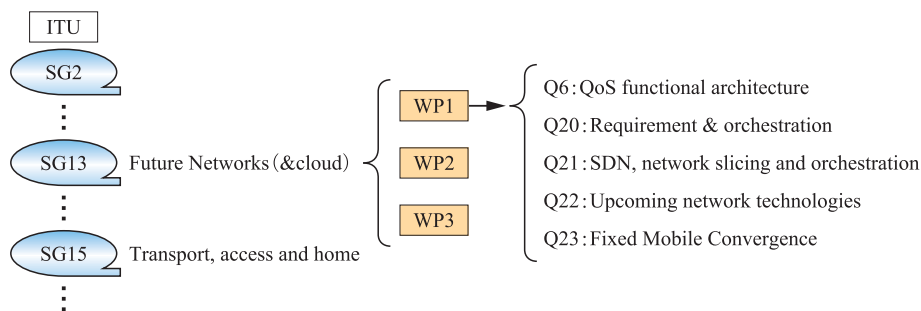 ITU
SG2
SG13
Future Networks (&cloud)
SG15
Transport, access and home
WP1
WP2
WP3
Q6:QoS functional architecture
Q20:Requirement & orchestration
Q21:SDN, network slicing and orchestration
Q22:Upcoming network technologies
Q23:Fixed Mobile Convergence